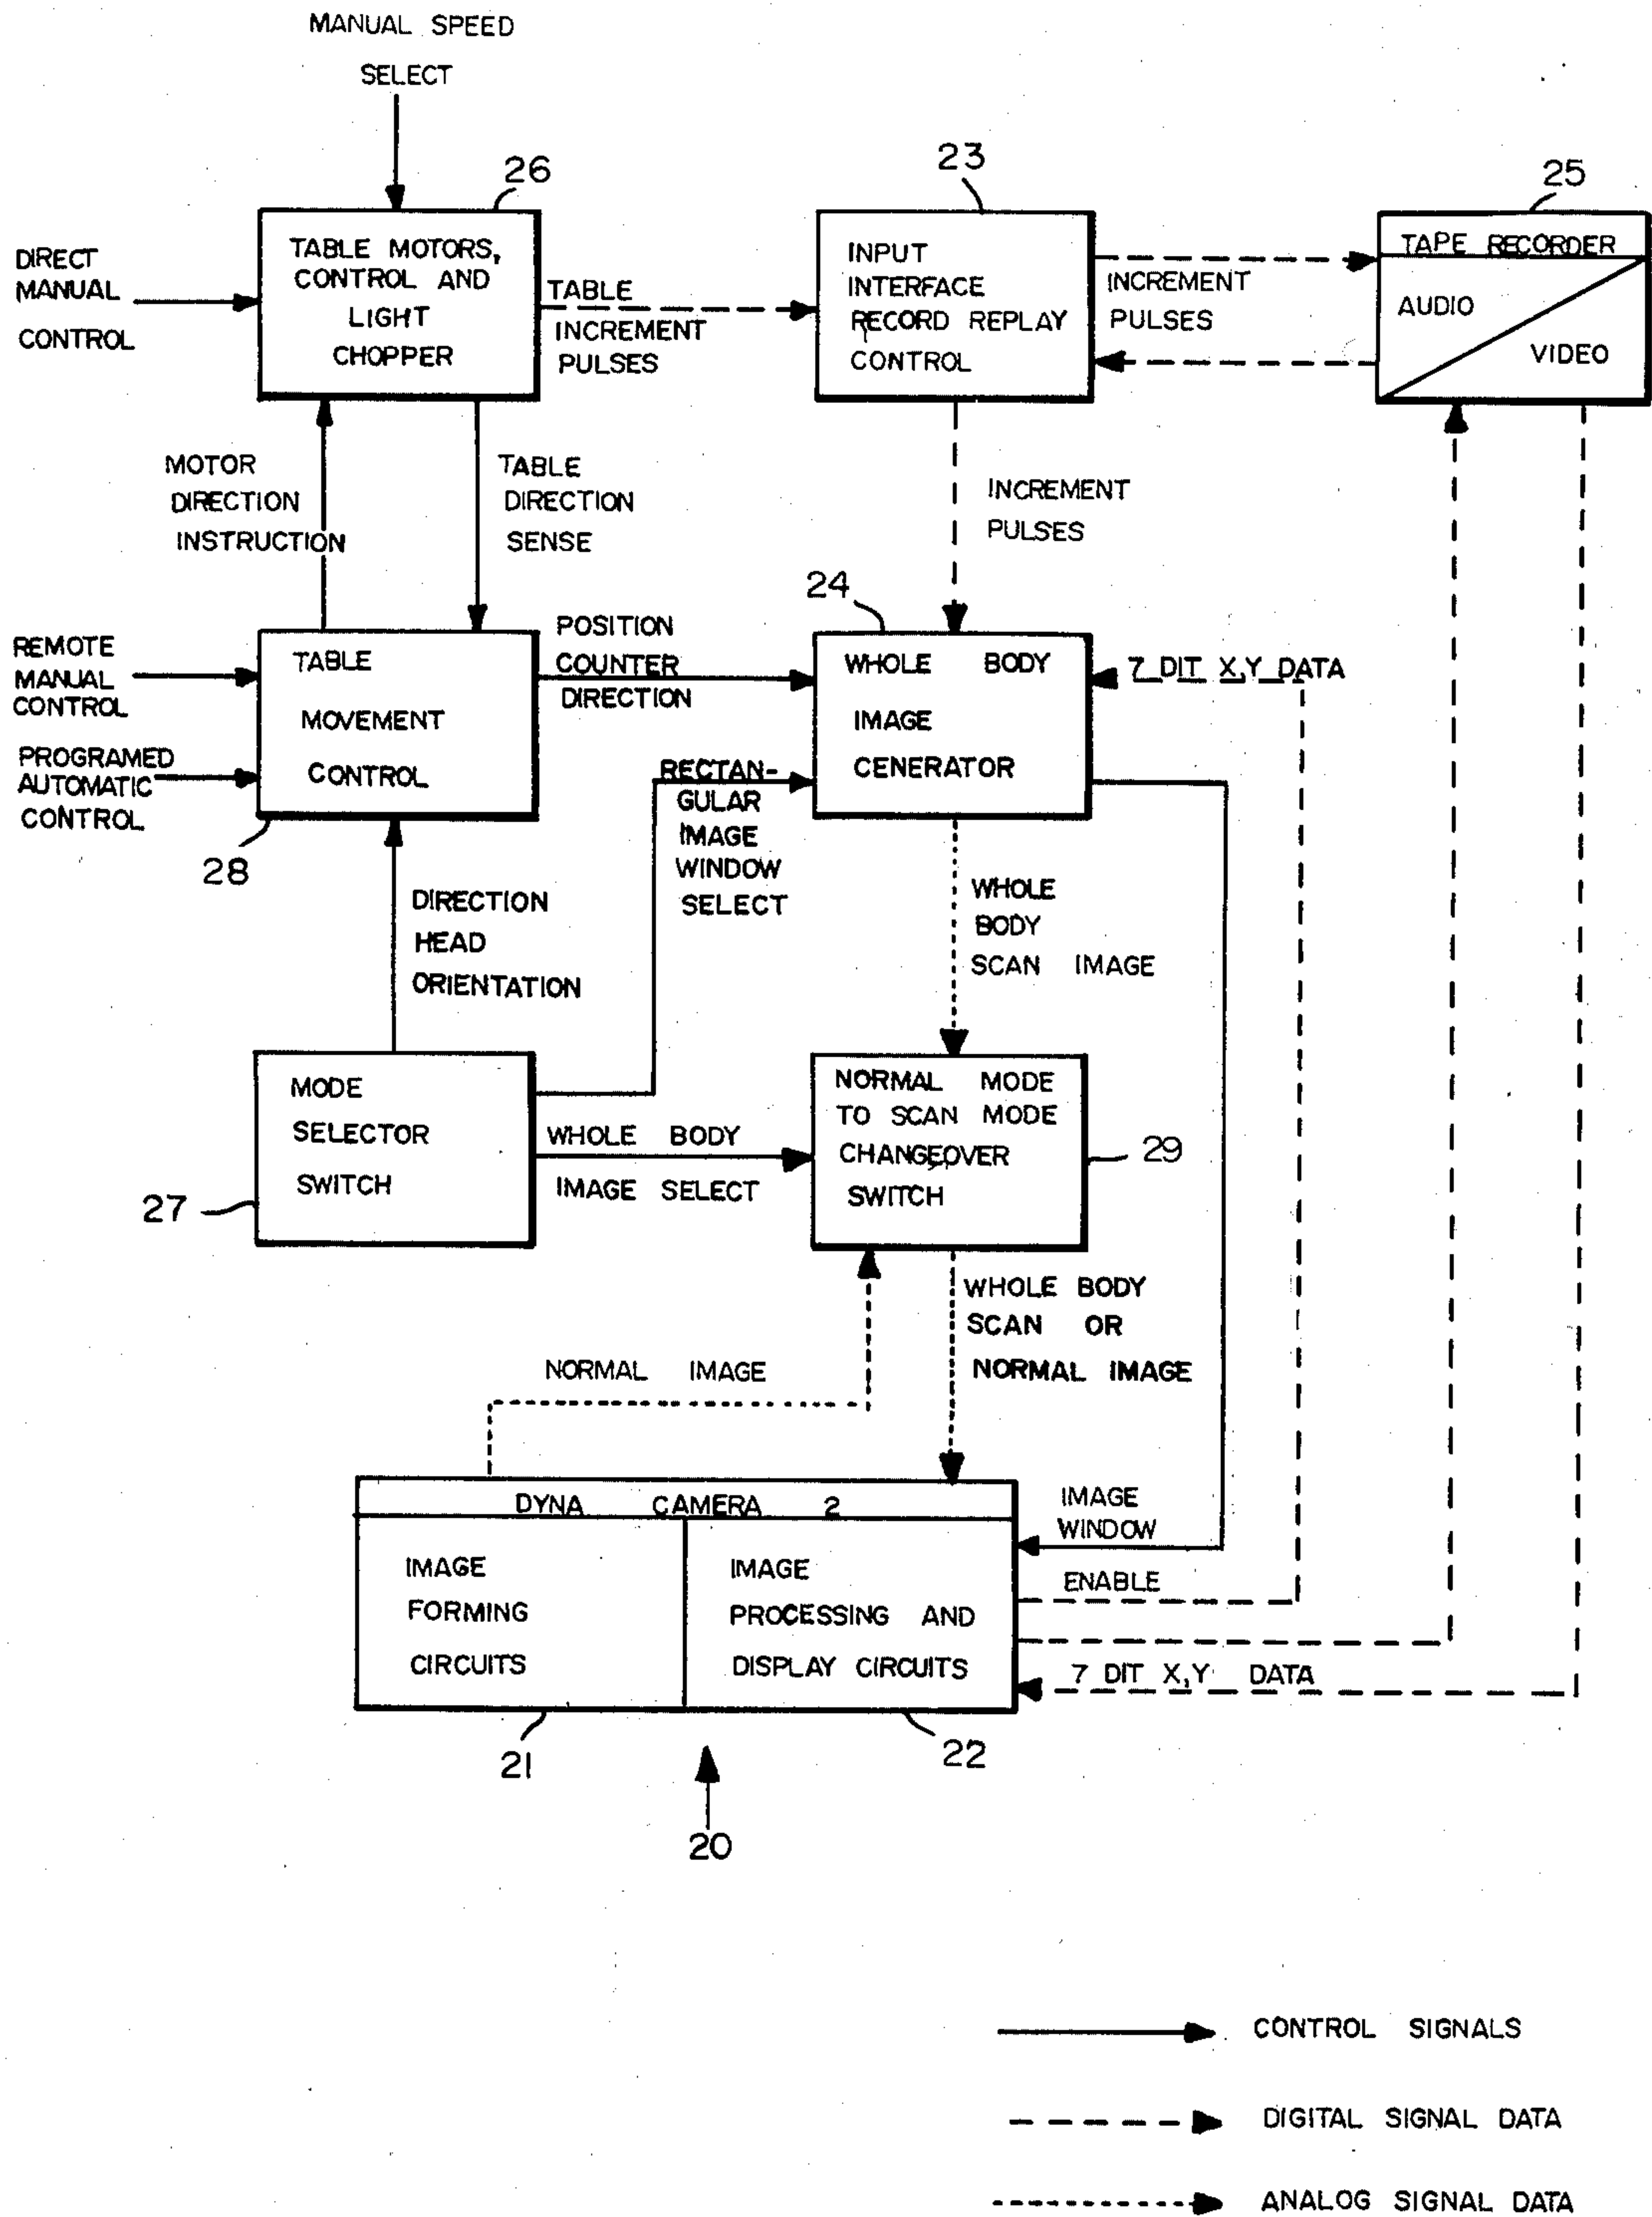 MANUAL SPEED
SELECT
26
23
25
DIRECT
MANUAL
CONTROL
TABLE MOTORS,
CONTROL AND
LIGHT
CHOPPER
TABLE
INCREMENT
PULSES
INPUT
INTERFACE
RECORD REPLAY
CONTROL
INCREMENT
PULSES
TAPE RECORDER
AUDIO
VIDEO
MOTOR
DIRECTION
INSTRUCTION
TABLE
DIRECTION
SENSE
INCREMENT
PULSES
24
REMOTE
MANUAL
CONTROL
PROGRAMED
AUTOMATIC
CONTROL
TABLE
MOVEMENT
CONTROL
28
POSITION
COUNTER
DIRECTION
WHOLE BODY
IMAGE
CENERATOR
7 DIT X,Y DATA
RECTAN-
GULAR
IMAGE
WINDOW
SELECT
DIRECTION
HEAD
ORIENTATION
WHOLE
BODY
SCAN IMAGE
MODE
SELECTOR
SWITCH
27
WHOLE BODY
IMAGE SELECT
NORMAL MODE
TO SCAN MODE
CHANGEOVER
SWITCH
29
WHOLE BODY
SCAN OR
NORMAL IMAGE
NORMAL IMAGE
DYNA CAMERA 2
IMAGE
FORMING
CIRCUITS
IMAGE
PROCESSING AND
DISPLAY CIRCUITS
IMAGE
WINDOW
ENABLE
7 DIT X,Y DATA
21
22
20
CONTROL SIGNALS
DIGITAL SIGNAL DATA
ANALOG SIGNAL DATA